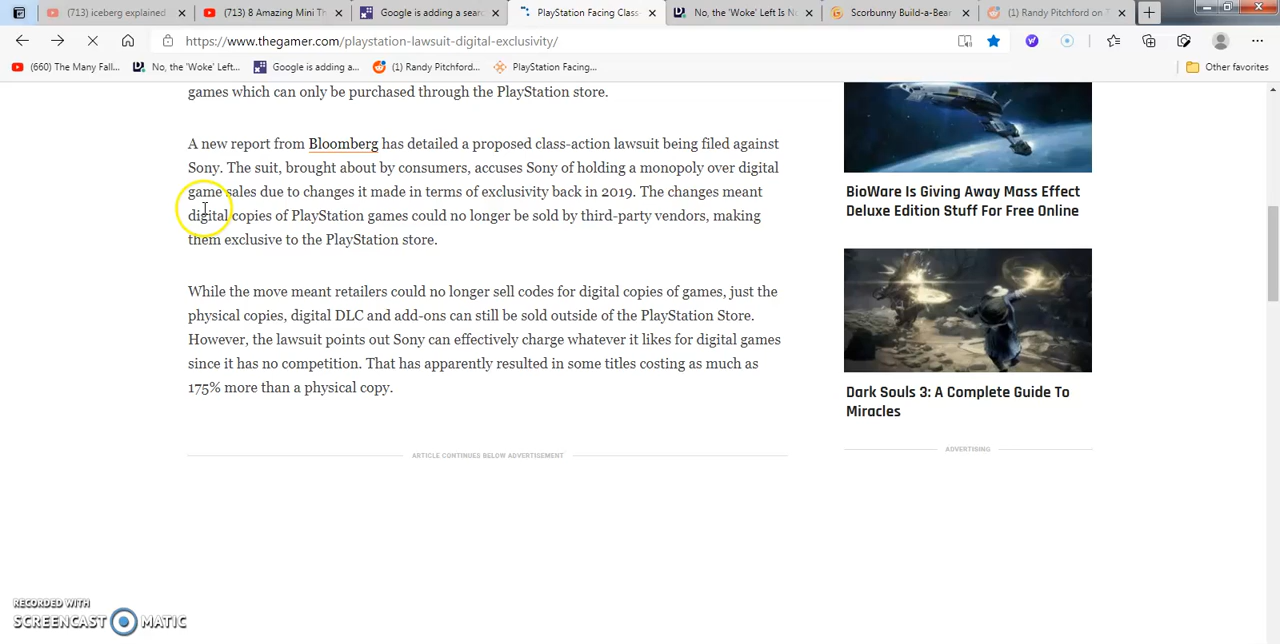 (713) iceberg explained
(713) 8 Amazing Mini Th
Google is adding a sear
PlayStation Facing Class
No, the 'Woke' Left Is N
Scorbunny Build-a-Bea
(1) Randy Pitchford on T
https://www.thegamer.com/playstation-lawsuit-digital-exclusivity/
(660) The Many Fall...
No, the 'Woke' Left...
Google is adding a...
(1) Randy Pitchford...
PlayStation Facing...
Other favorites
games which can only be purchased through the PlayStation store.
A new report from Bloomberg has detailed a proposed class-action lawsuit being filed against
Sony. The suit, brought about by consumers, accuses Sony of holding a monopoly over digital
game sales due to changes it made in terms of exclusivity back in 2019. The changes meant
digital copies of PlayStation games could no longer be sold by third-party vendors, making
them exclusive to the PlayStation store.
While the move meant retailers could no longer sell codes for digital copies of games, just the
physical copies, digital DLC and add-ons can still be sold outside of the PlayStation Store.
However, the lawsuit points out Sony can effectively charge whatever it likes for digital games
since it has no competition. That has apparently resulted in some titles costing as much as
175% more than a physical copy.
ARTICLE CONTINUES BELOW ADVERTISEMENT
BioWare Is Giving Away Mass Effect
Deluxe Edition Stuff For Free Online
Dark Souls 3: A Complete Guide To
Miracles
ADVERTISING
RECORDED WITH
SCREENCAST MATIC